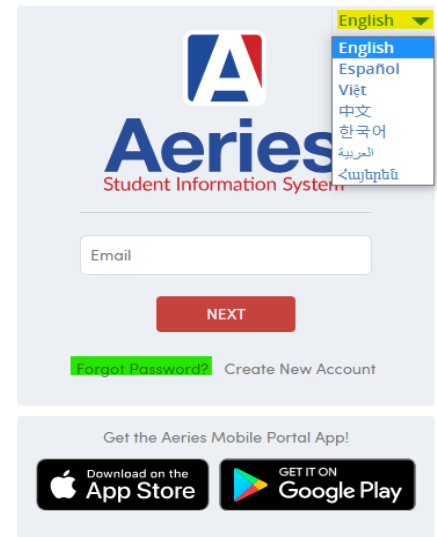 English
English
Español
Việt
中文
한국어
العربية
Հայերեն
Aeries
Student Information System
Email
NEXT
Forgot Password? Create New Account
Get the Aeries Mobile Portal App!
Download on the
App Store
GET IT ON
Google Play